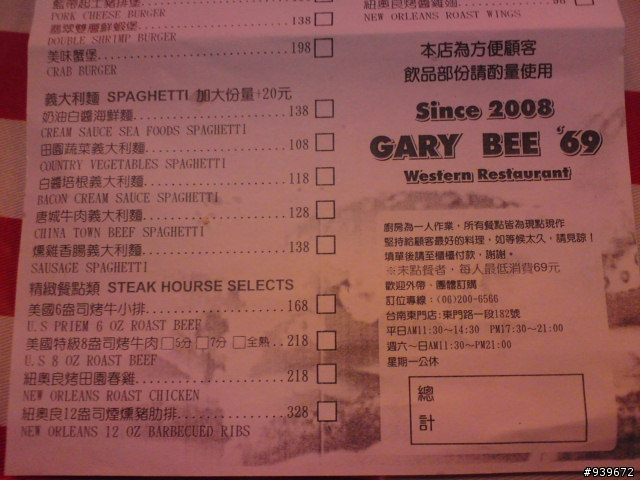 藍帶起士豬排堡
PORK CHEESE BURGER
翡翠雙層鮮蝦堡 138
DOUBLE SHRIMP BURGER
美味蟹堡 198
CRAB BURGER
義大利麵 SPAGHETTI 加大份量+20元
奶油白醬海鮮麵 138
CREAM SAUCE SEA FOODS SPAGHETTI
田園蔬菜義大利麵 108
COUNTRY VEGETABLES SPAGHETTI
白醬培根義大利麵 118
BACON CREAM SAUCE SPAGHETTI
唐城牛肉義大利麵 128
CHINA TOWN BEEF SPAGHETTI
燻雞香腸義大利麵 138
SAUSAGE SPAGHETTI
精緻餐點類 STEAK HOURSE SELECTS
美國6盎司烤牛小排 168
U.S PRIEM 6 OZ ROAST BEEF
美國特級8盎司烤牛肉 □5分 □7分 □全熟 218
U.S 8 OZ ROAST BEEF
紐奧良烤田園春雞 218
NEW ORLEANS ROAST CHICKEN
紐奧良12盎司煙燻豬肋排 328
NEW ORLEANS 12 OZ BARBECUED RIBS
NEW ORLEANS ROAST WINGS
本店為方便顧客
飲品部份請酌量使用
Since 2008
GARY BEE '69
Western Restaurant
廚房為一人作業，所有餐點皆為現點現作
堅持給顧客最好的料理，如等候太久，請見諒！
填單後請至櫃檯付款，謝謝。
※未點餐者，每人最低消費69元
歡迎外帶、團體訂購
訂位專線：(06)200-6566
台南東門店：東門路一段182號
平日AM11:30~14:30 PM17:30~21:00
週六~日AM11:30~PM21:00
星期一公休
總
計
#939672